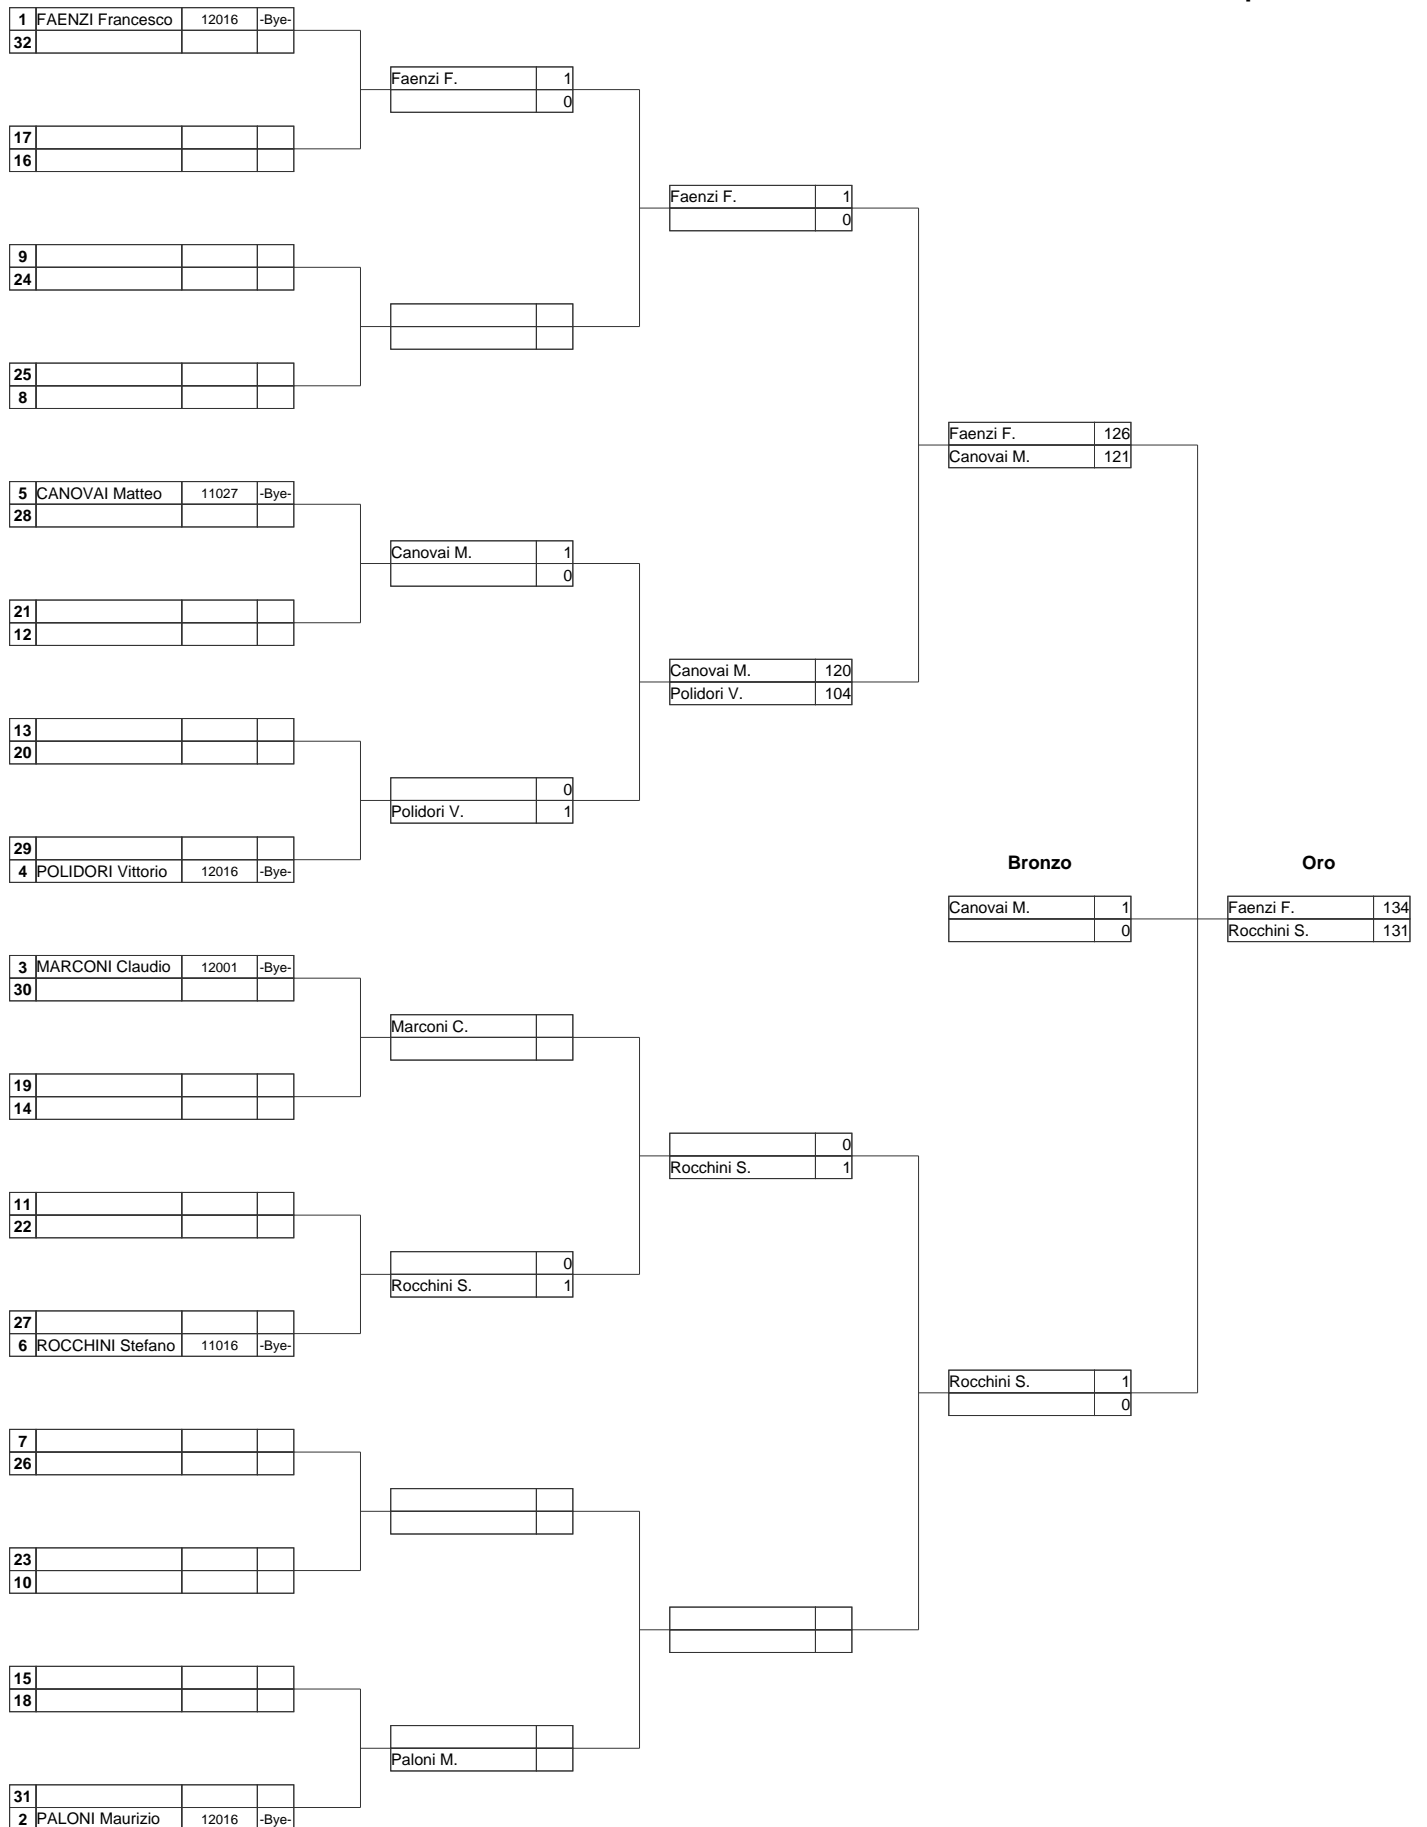 1 FAENZI Francesco 12016 -Bye-
32
Faenzi F. 1
0
17
16
Faenzi F. 1
0
9
24
25
8
Faenzi F. 126
Canovai M. 121
5 CANOVAI Matteo 11027 -Bye-
28
Canovai M. 1
0
21
12
Canovai M. 120
Polidori V. 104
13
20
0
Polidori V. 1
29
4 POLIDORI Vittorio 12016 -Bye-
Bronzo Oro
Canovai M. 1 Faenzi F. 134
0 Rocchini S. 131
3 MARCONI Claudio 12001 -Bye-
30
Marconi C.
19
14
0
Rocchini S. 1
11
22
0
Rocchini S. 1
27
6 ROCCHINI Stefano 11016 -Bye-
Rocchini S. 1
0
7
26
23
10
15
18
Paloni M.
31
2 PALONI Maurizio 12016 -Bye-